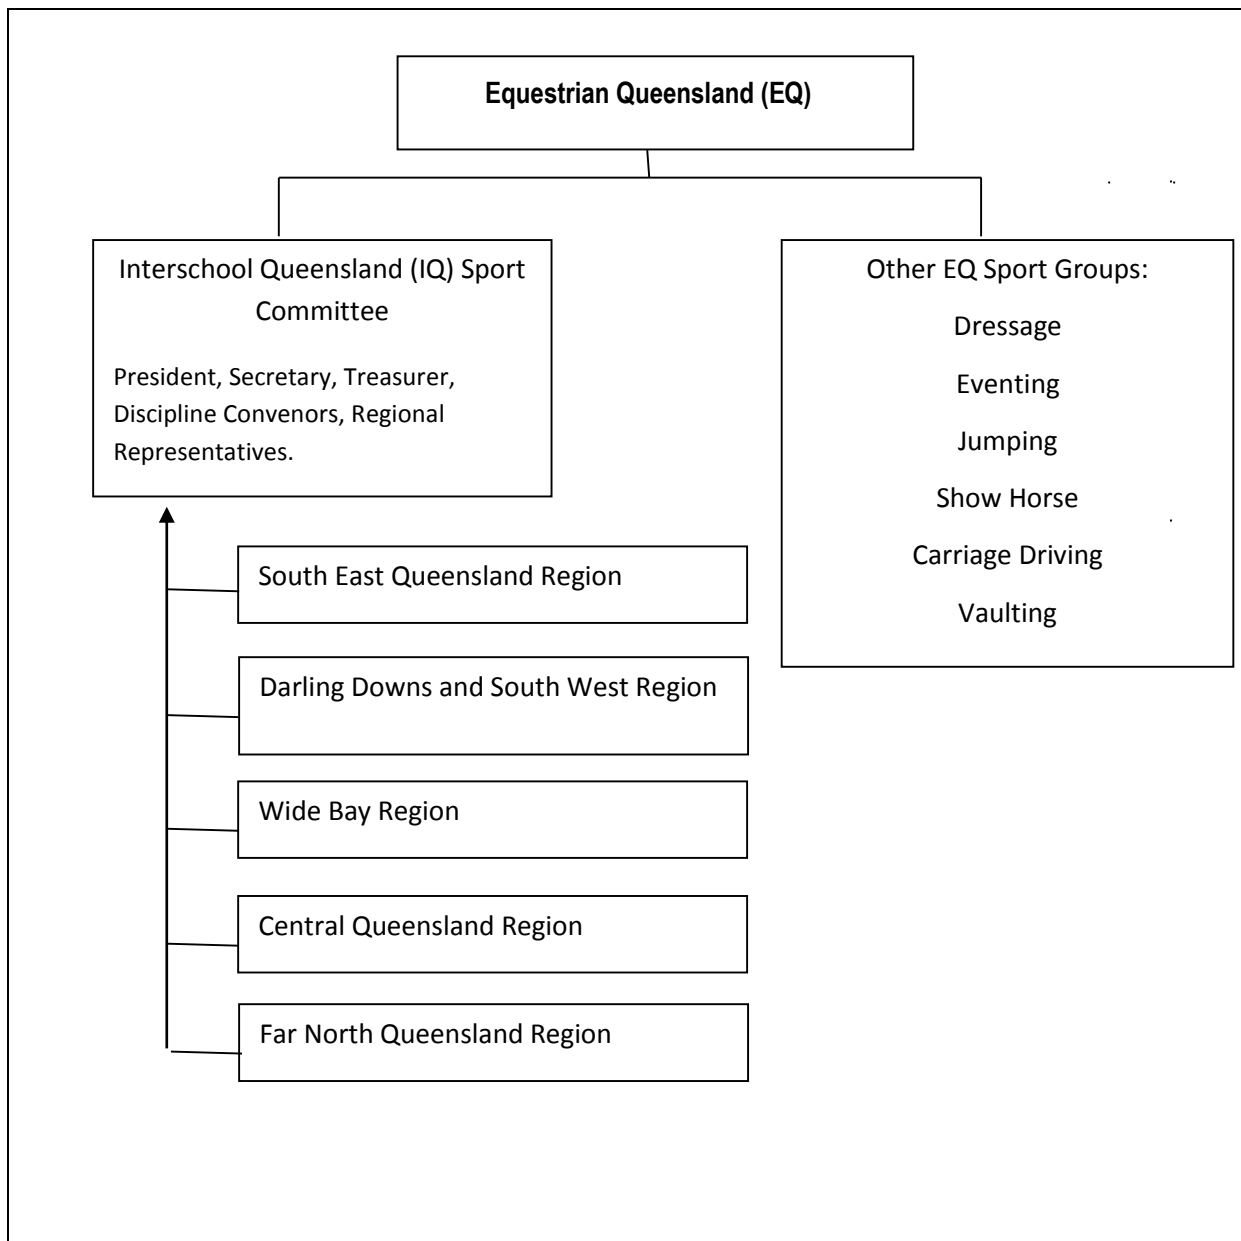 Equestrian Queensland (EQ)
Interschool Queensland (IQ) Sport
Committee
President, Secretary, Treasurer,
Discipline Convenors, Regional
Representatives.
Other EQ Sport Groups:
Dressage
Eventing
Jumping
Show Horse
Carriage Driving
Vaulting
South East Queensland Region
Darling Downs and South West Region
Wide Bay Region
Central Queensland Region
Far North Queensland Region